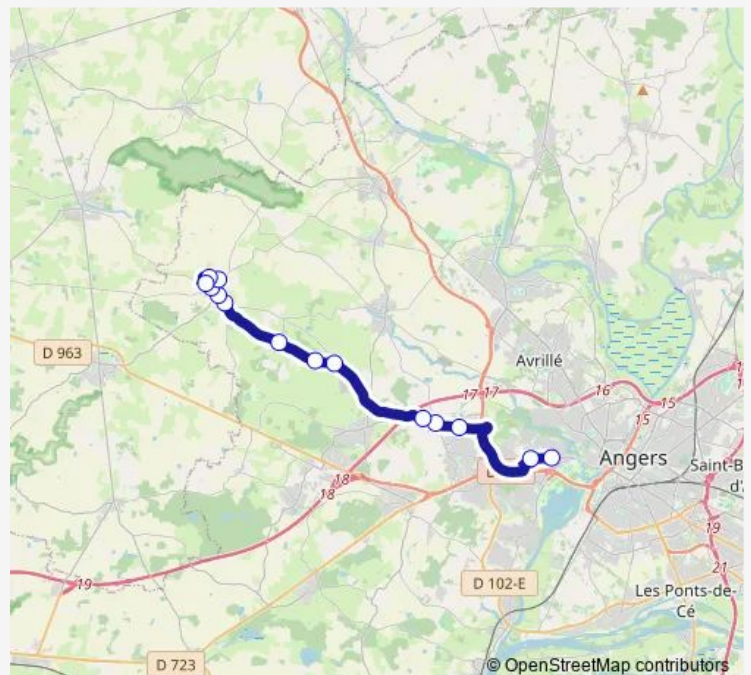 D 963
Avrillé
17
17
16
15
15
Angers
Saint-B
d'
18
18
L
19
21
19
D 102-E
Les Ponts-de-
Cé
D 723
© OpenStreetMap contributors